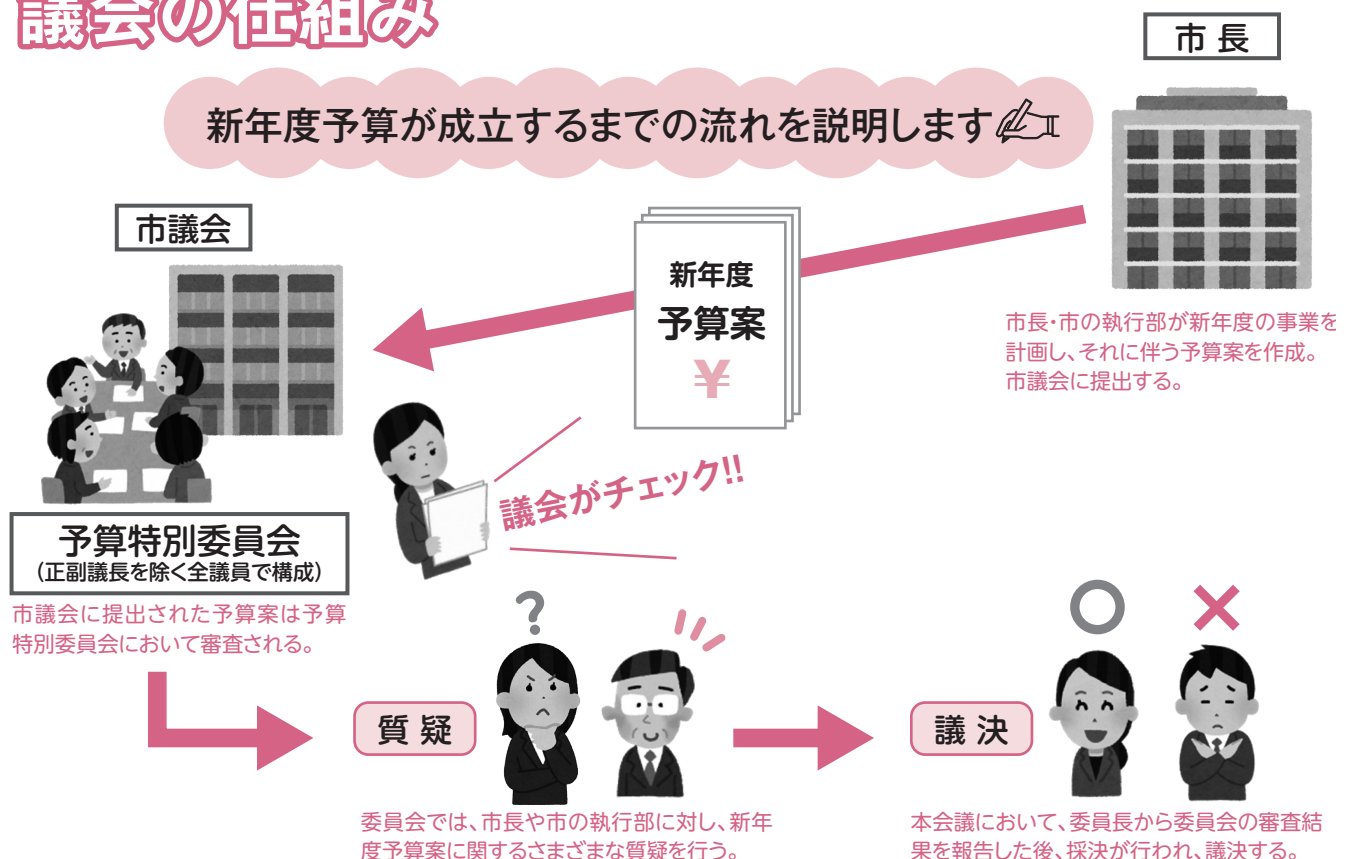 議会の仕組み
市長
新年度予算が成立するまでの流れを説明します
市議会
新年度
予算案
¥
市長・市の執行部が新年度の事業を
計画し、それに伴う予算案を作成。
市議会に提出する。
議会がチェック!!
予算特別委員会
(正副議長を除く全議員で構成)
市議会に提出された予算案は予算
特別委員会において審査される。
?
質疑
議決
委員会では、市長や市の執行部に対し、新年
度予算案に関するさまざまな質疑を行う。
本会議において、委員長から委員会の審査結
果を報告した後、採決が行われ、議決する。